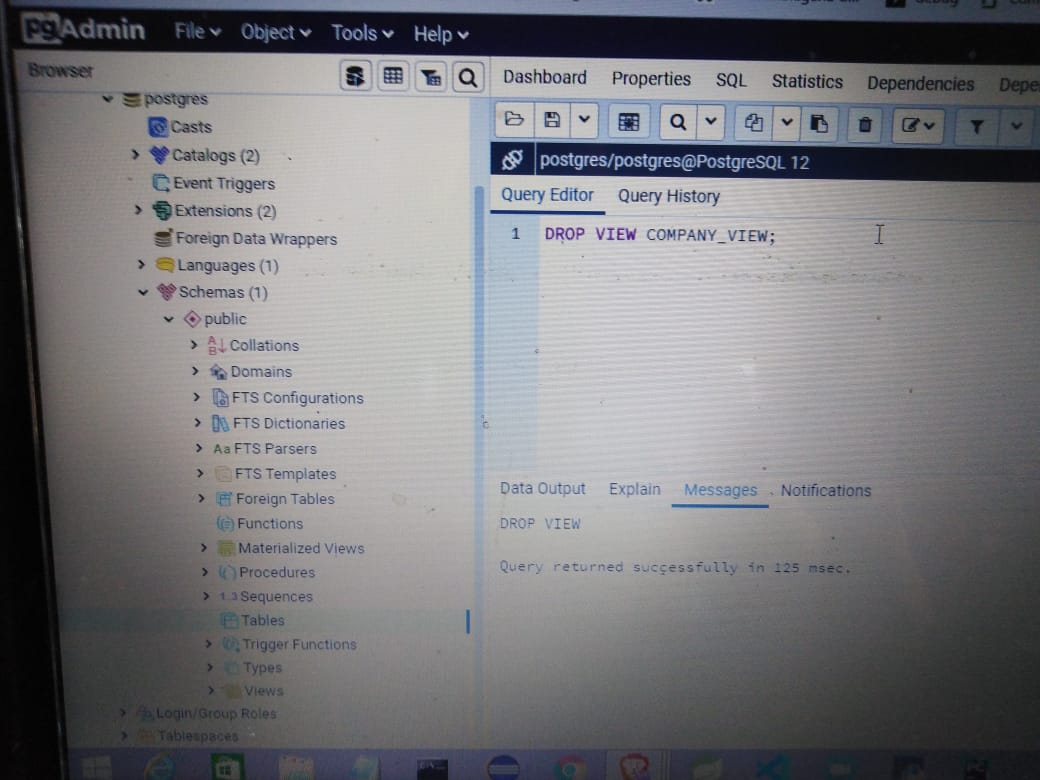 pgAdmin File Object Tools Help
Browser
Dashboard Properties SQL Statistics Dependencies
postgres
Casts
Catalogs (2)
Event Triggers
Extensions (2)
Foreign Data Wrappers
Languages (1)
Schemas (1)
public
Collations
Domains
FTS Configurations
FTS Dictionaries
Aa FTS Parsers
FTS Templates
Foreign Tables
Functions
Materialized Views
Procedures
1..3 Sequences
Tables
Trigger Functions
Types
Views
Login/Group Roles
Tablespaces
postgres/postgres@PostgreSQL 12
Query Editor Query History
1 DROP VIEW COMPANY_VIEW;
Data Output Explain Messages Notifications
DROP VIEW
Query returned successfully in 125 msec.